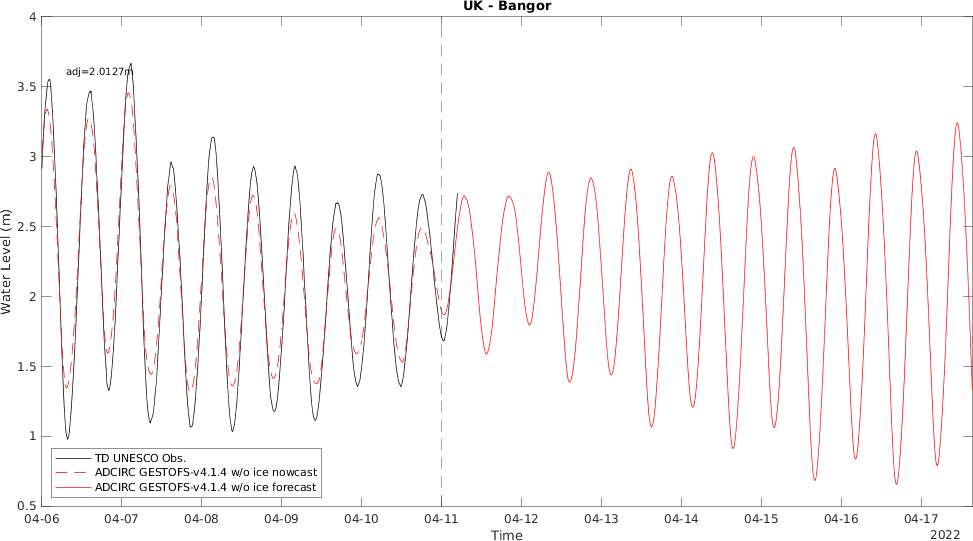 UK - Bangor
adj=2.0127m
Water Level (m)
4
3.5
3
2.5
2
1.5
1
0.5
TD UNESCO Obs.
ADCIRC GESTOFS-v4.1.4 w/o ice nowcast
ADCIRC GESTOFS-v4.1.4 w/o ice forecast
04-06 04-07 04-08 04-09 04-10 04-11 04-12 04-13 04-14 04-15 04-16 04-17
Time
2022